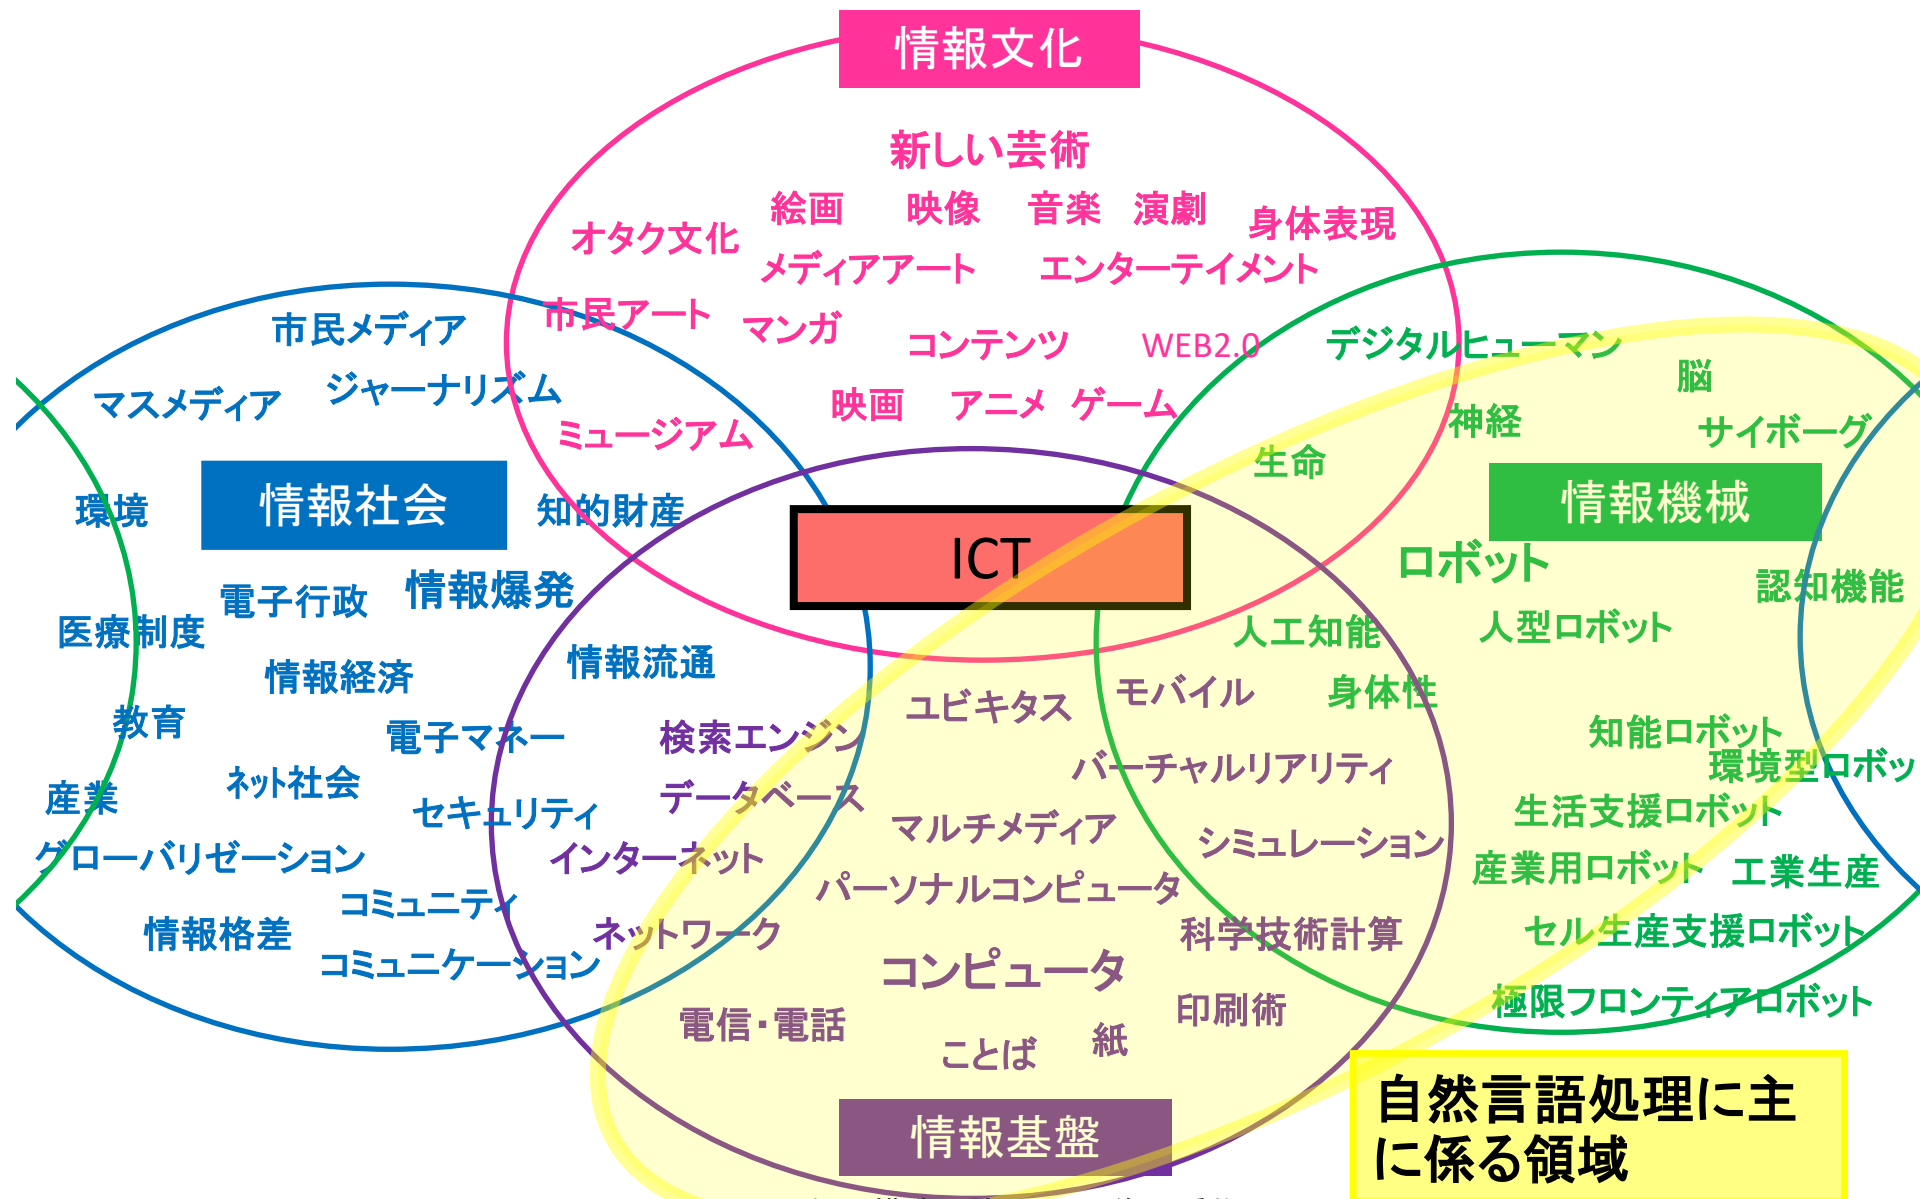 情報文化
新しい芸術
絵画 映像 音楽 演劇 身体表現
オタク文化
メディアアート エンターテイメント
市民アート マンガ コンテンツ WEB2.0
映画 アニメ ゲーム
ミュージアム
市民メディア
マスメディア ジャーナリズム
環境 情報社会 知的財産
電子行政 情報爆発
医療制度
情報経済 情報流通
教育 電子マネー
産業 ネット社会 セキュリティ
グローバリゼーション
コミュニティ
情報格差 コミュニケーション
ICT
デジタルヒューマン
脳
神経 サイボーグ
生命
情報機械
ロボット 認知機能
人工知能 人型ロボット
身体性
知能ロボット
環境型ロボッ
生活支援ロボット
産業用ロボット 工業生産
セル生産支援ロボット
極限フロンティアロボット
ユビキタス モバイル
検索エンジン バーチャルリアリティ
データベース マルチメディア シミュレーション
インターネット パーソナルコンピュータ
ネットワーク 科学技術計算
コンピュータ
電信・電話 印刷術
ことば 紙
情報基盤
自然言語処理に主
に係る領域